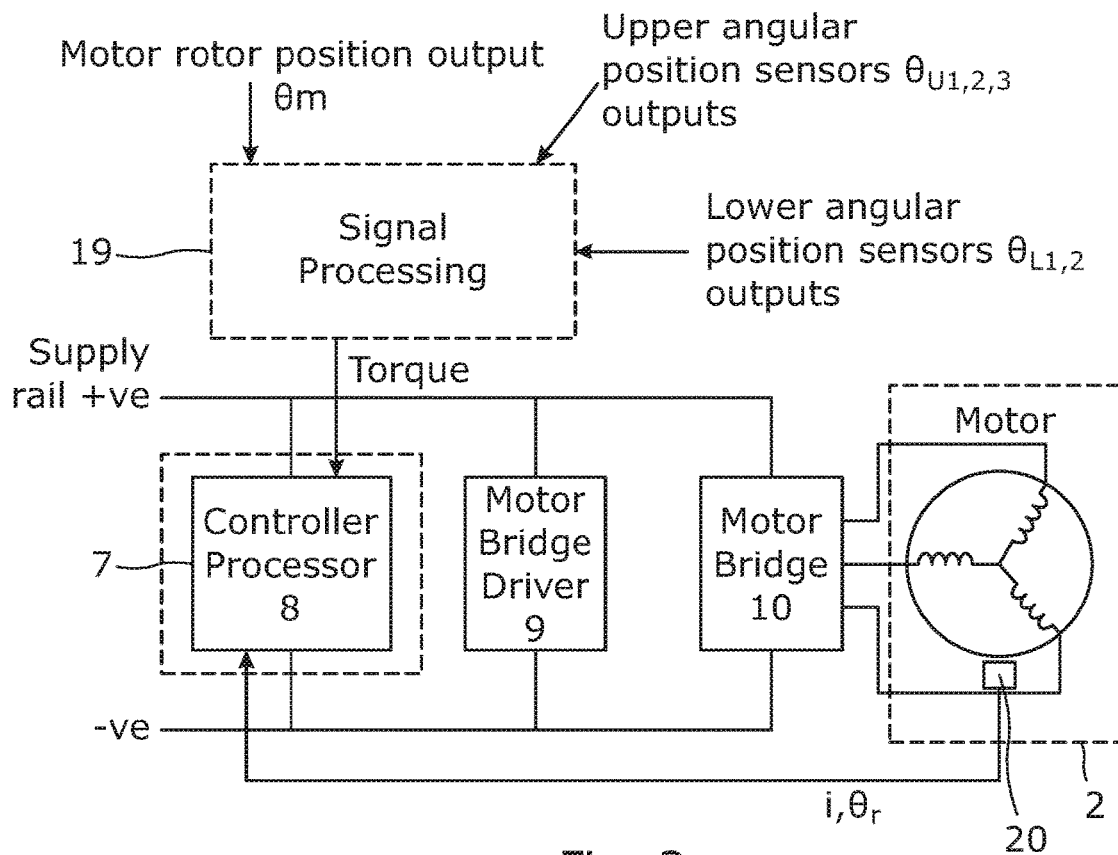 Motor rotor position output
θm
Upper angular
position sensors θU1,2,3
outputs
Lower angular
position sensors θL1,2
outputs
19
Signal
Processing
Supply
rail +ve
Torque
Motor
7
Controller
Processor
8
Motor
Bridge
Driver
9
Motor
Bridge
10
-ve
i,θr
20
2